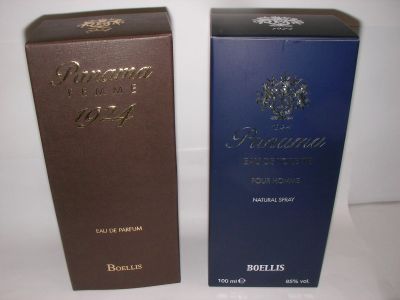 Panama
FEMME
1924
EAU DE PARFUM
BOELLIS
1924
Panama
EAU DE TOILETTE
POUR HOMME
NATURAL SPRAY
BOELLIS
100 ml e
85% vol.